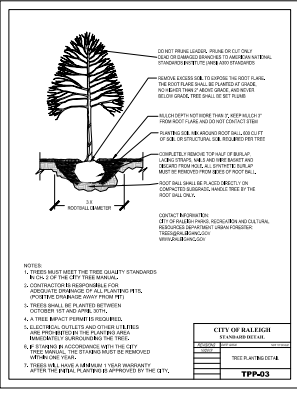 DO NOT PRUNE LEADER. PRUNE OR CUT ONLY
DEAD OR DAMAGED BRANCHES TO AMERICAN NATIONAL
STANDARDS INSTITUTE (ANSI) A300 STANDARDS
REMOVE EXCESS SOIL TO EXPOSE THE ROOT FLARE.
THE ROOT FLARE SHALL BE PLANTED AT GRADE,
NO HIGHER THAN 2" ABOVE GRADE, AND NEVER
BELOW GRADE. TREE SHALL BE SET PLUMB
MULCH DEPTH NOT MORE THAN 3". KEEP MULCH 3"
FROM ROOT FLARE AND DO NOT CONTACT STEM
PLANTING SOIL MIX AROUND ROOT BALL. 600 CU FT
OF SOIL OR STRUCTURAL SOIL REQUIRED PER TREE
COMPLETELY REMOVE TOP HALF OF BURLAP,
LACING STRAPS, NAILS AND WIRE BASKET AND
DISCARD FROM HOLE. ALL SYNTHETIC BURLAP
MUST BE REMOVED FROM SIDES OF ROOT BALL.
ROOT BALL SHALL BE PLACED DIRECTLY ON
COMPACTED SUBGRADE. HANDLE TREE BY THE
ROOT BALL ONLY.
3 X
ROOTBALL DIAMETER
CONTACT INFORMATION:
CITY OF RALEIGH PARKS, RECREATION AND CULTURAL
RESOURCES DEPARTMENT URBAN FORESTER:
TREES@RALEIGHNC.GOV
WWW.RALEIGHNC.GOV
NOTES:
1. TREES MUST MEET THE TREE QUALITY STANDARDS
IN CH. 2 OF THE CITY TREE MANUAL.
2. CONTRACTOR IS RESPONSIBLE FOR
ADEQUATE DRAINAGE OF ALL PLANTING PITS.
(POSITIVE DRAINAGE AWAY FROM PIT)
3. TREES SHALL BE PLANTED BETWEEN
OCTOBER 1ST AND APRIL 30TH.
4. A TREE IMPACT PERMIT IS REQUIRED.
5. ELECTRICAL OUTLETS AND OTHER UTILITIES
ARE PROHIBITED IN THE PLANTING AREA
IMMEDIATELY SURROUNDING THE TREE.
6. IF STAKING IN ACCORDANCE WITH THE CITY
TREE MANUAL, THE STAKING MUST BE REMOVED
WITHIN ONE YEAR.
7. TREES WILL HAVE A MINIMUM 1 YEAR WARRANTY
AFTER THE INITIAL PLANTING IS APPROVED BY THE CITY.
CITY OF RALEIGH
STANDARD DETAIL
REVISIONS
TREE PLANTING DETAIL
TPP-03